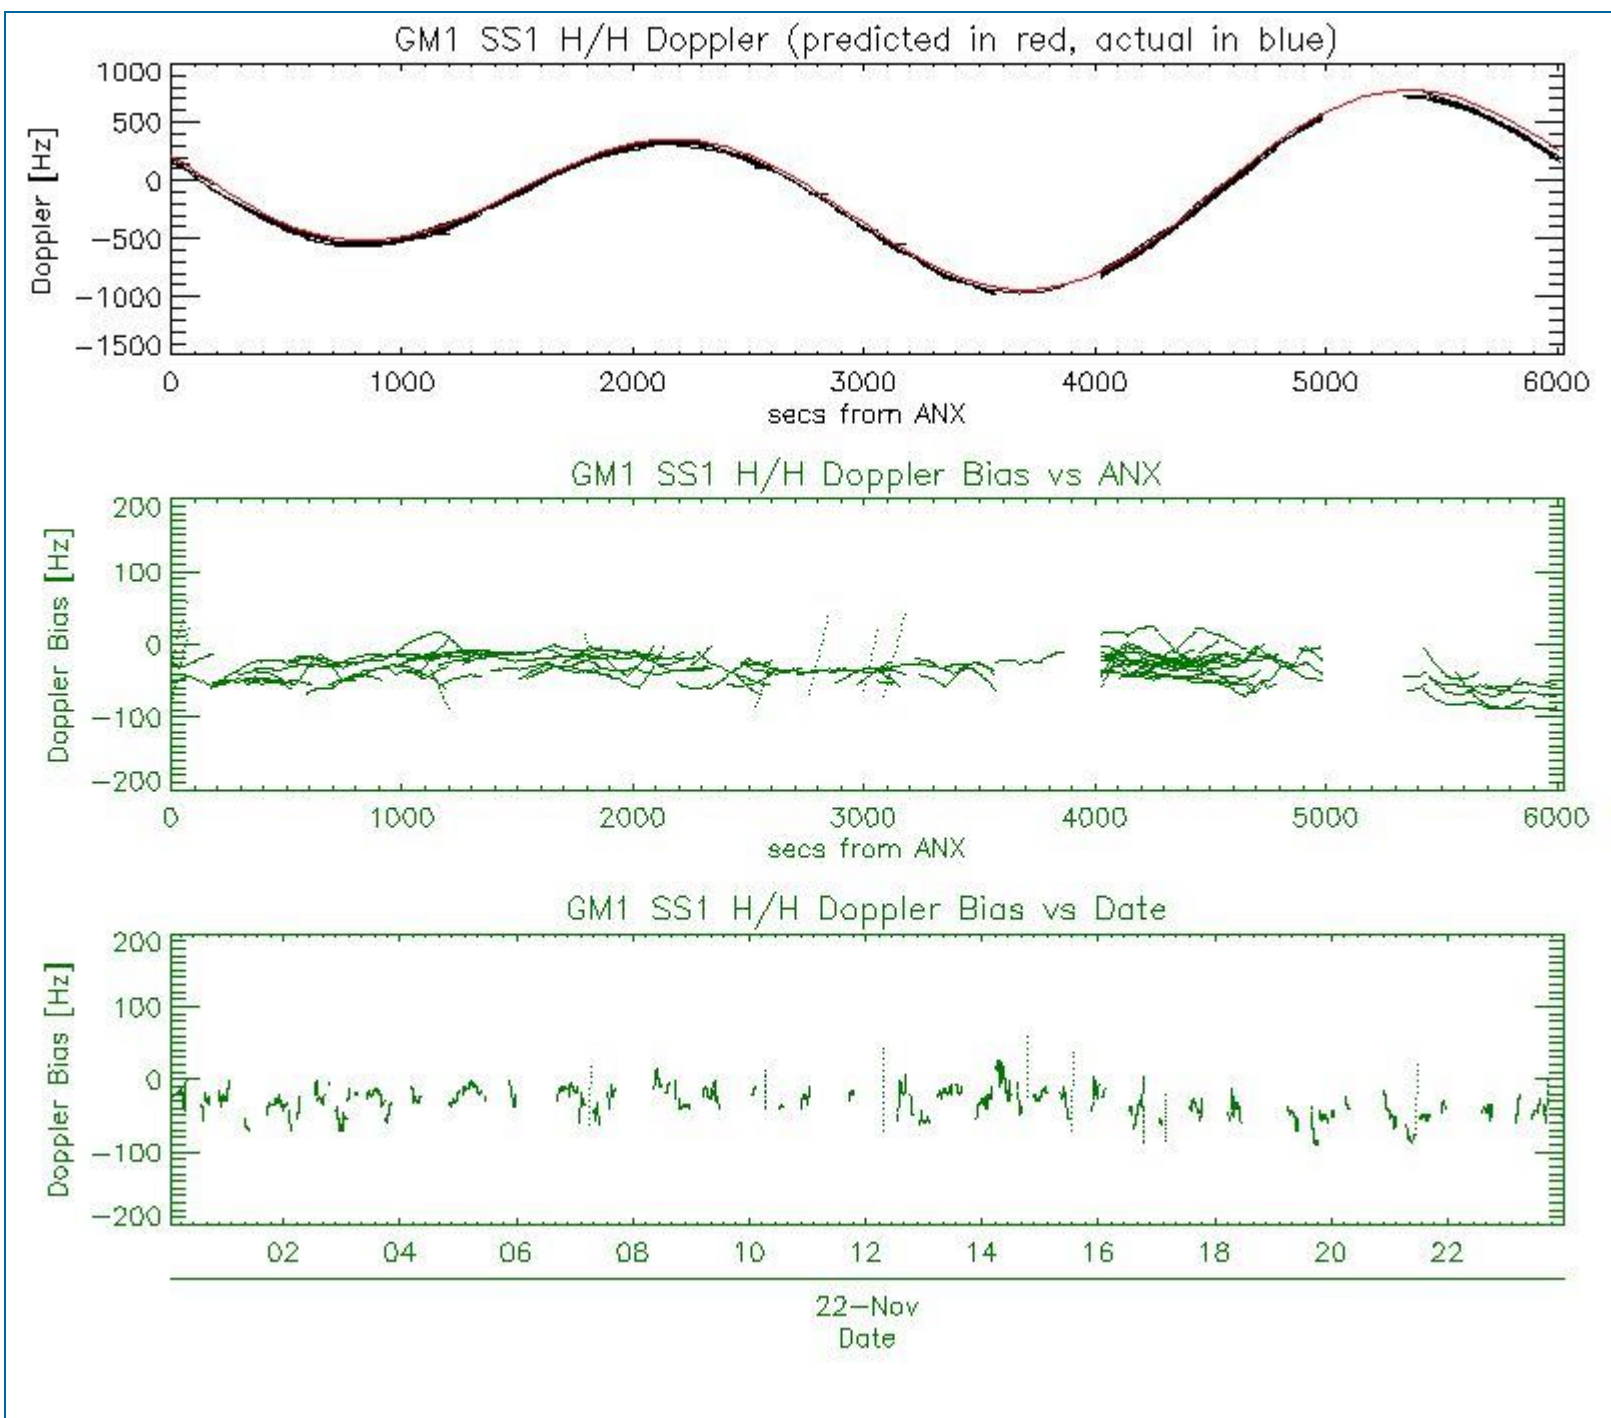 GM1 SS1 H/H Doppler (predicted in red, actual in blue)
Doppler [Hz]
1000
500
0
−500
−1000
−1500
0 1000 2000 3000 4000 5000 6000
secs from ANX
GM1 SS1 H/H Doppler Bias vs ANX
Doppler Bias [Hz]
200
100
0
−100
−200
0 1000 2000 3000 4000 5000 6000
secs from ANX
GM1 SS1 H/H Doppler Bias vs Date
Doppler Bias [Hz]
200
100
0
−100
−200
02 04 06 08 10 12 14 16 18 20 22
22−Nov
Date